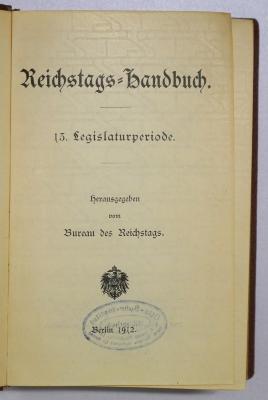 Reichstags-Handbuch.
13. Legislaturperiode.
Herausgegeben
vom
Bureau des Reichstags.
Berlin 1912.